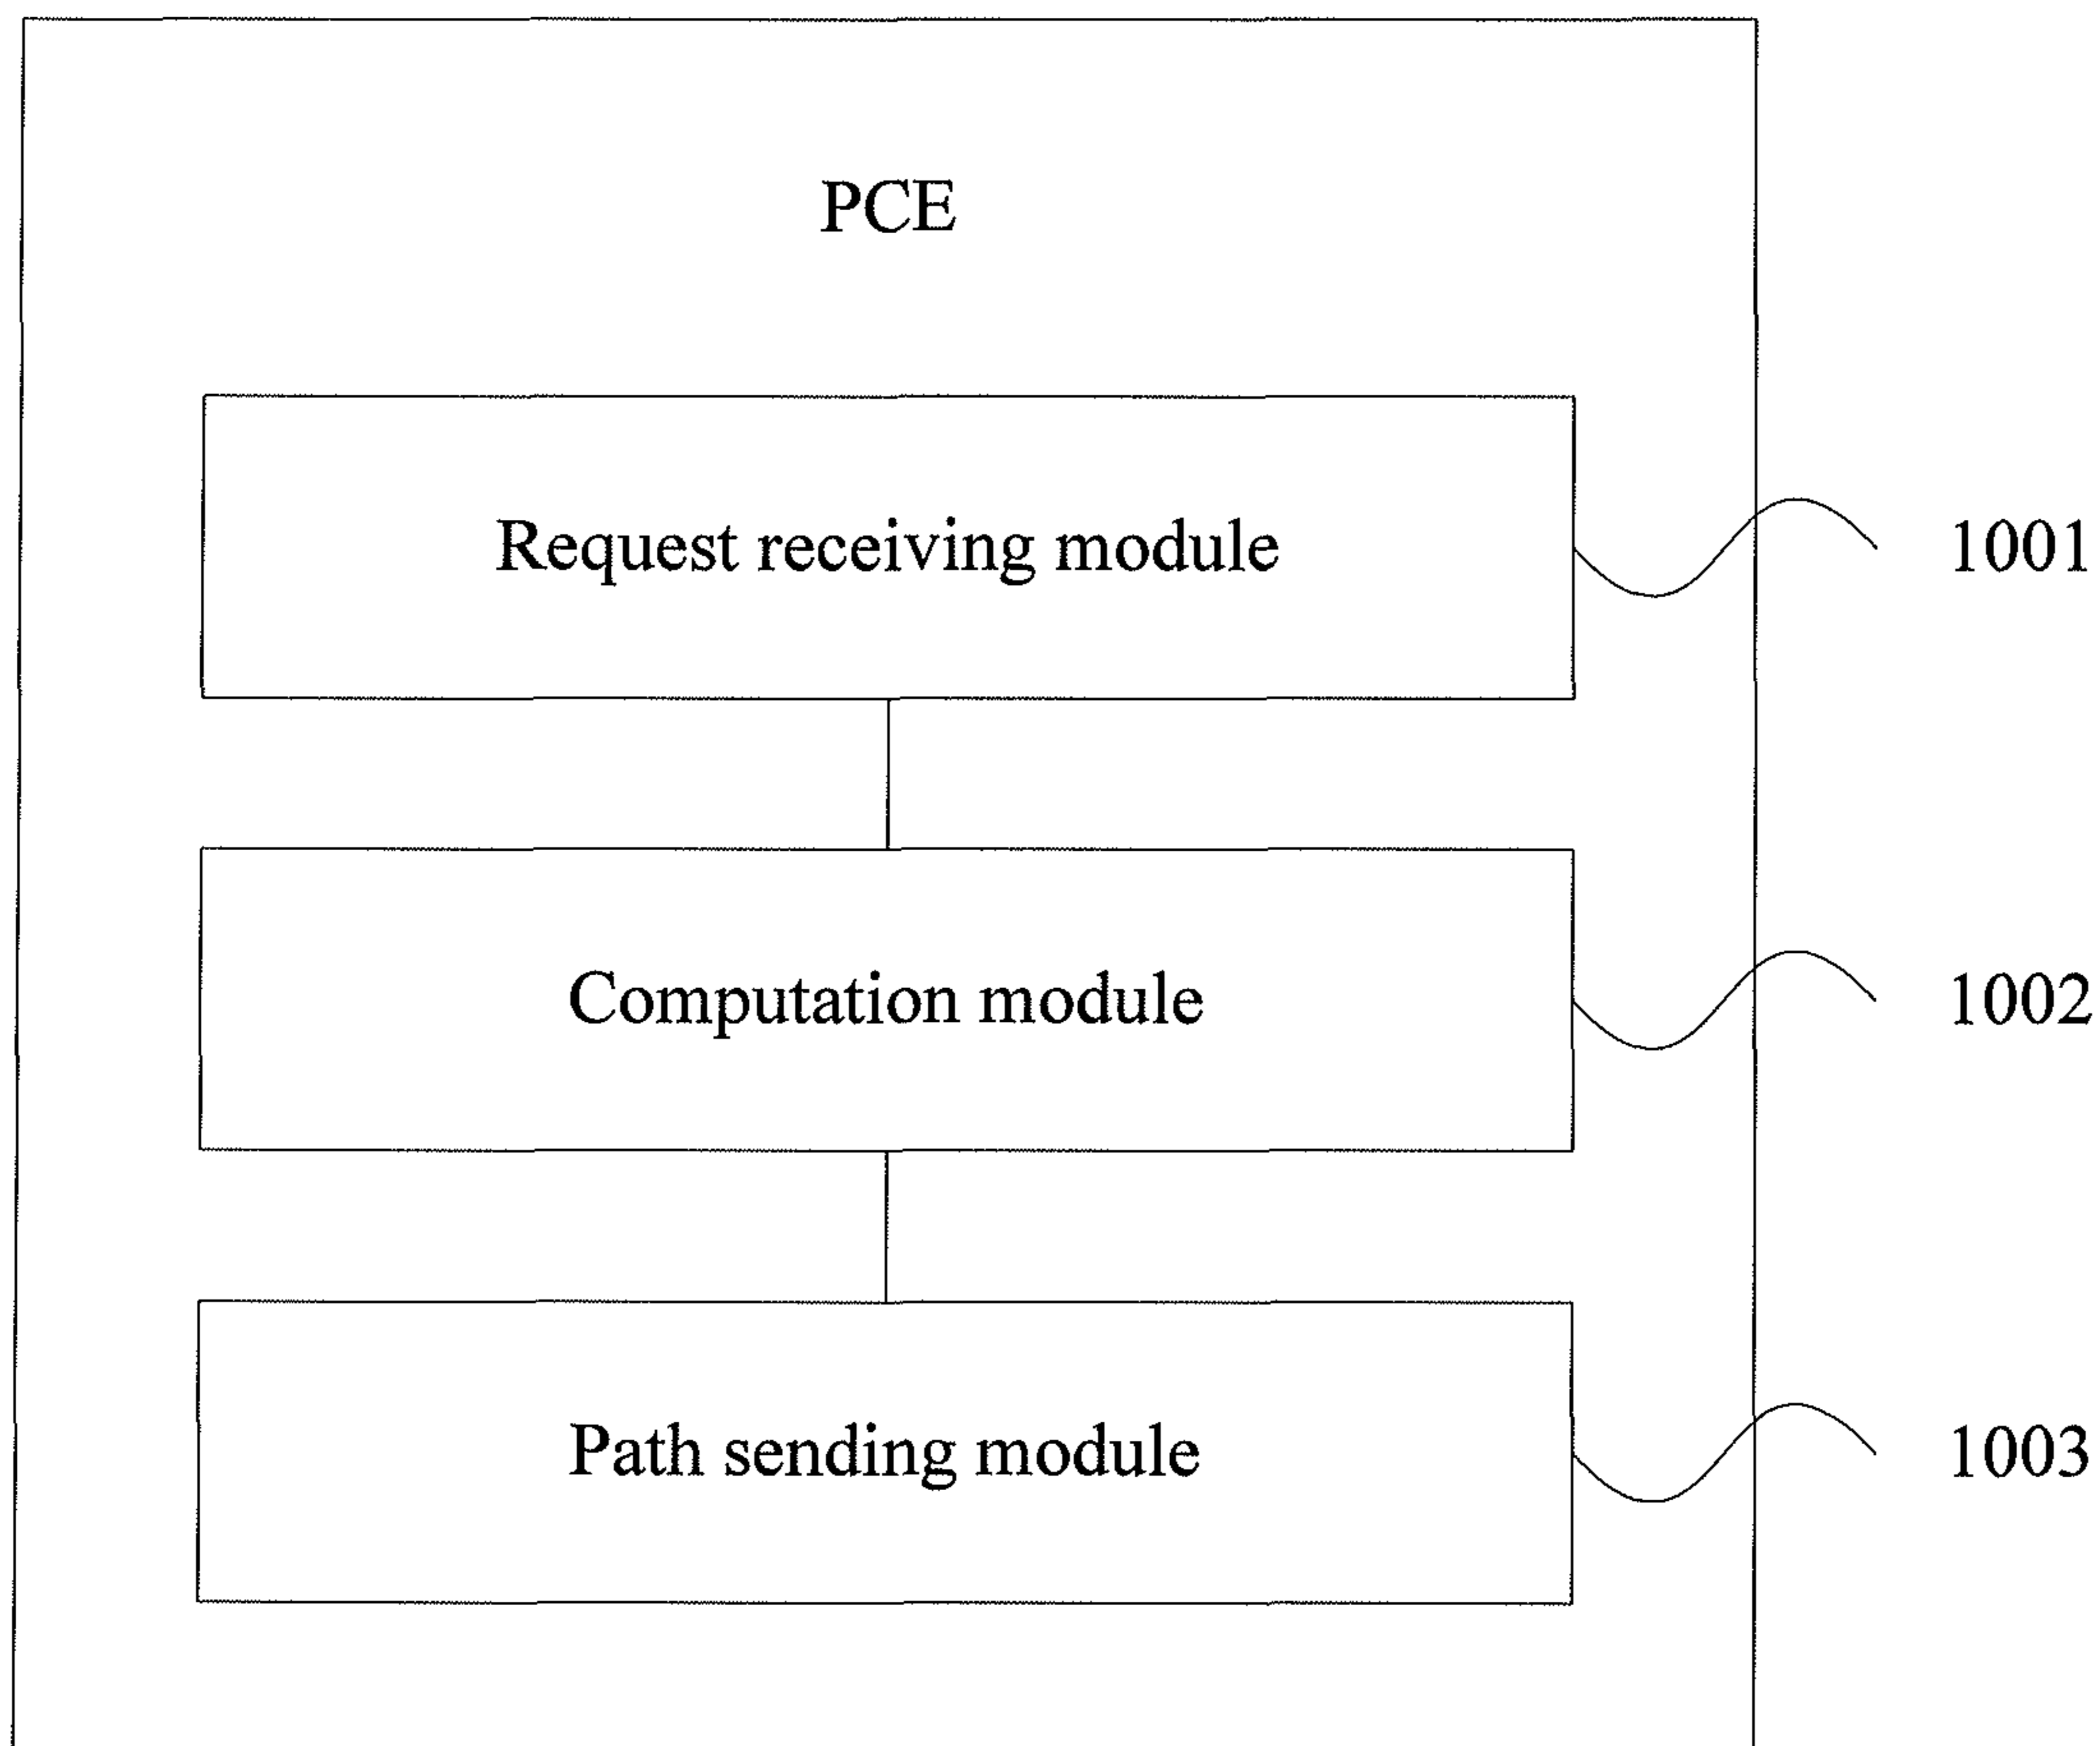 PCE
Request receiving module
1001
Computation module
1002
Path sending module
1003